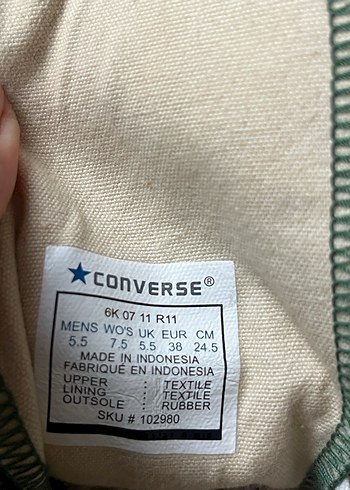 ★CONVERSE®
6K 07 11 R11
MENS WO'S UK EUR CM
5.5 7.5 5.5 38 24.5
MADE IN INDONESIA
FABRIQUÉ EN INDONESIA
UPPER : TEXTILE
LINING : TEXTILE
OUTSOLE : RUBBER
SKU # 102980